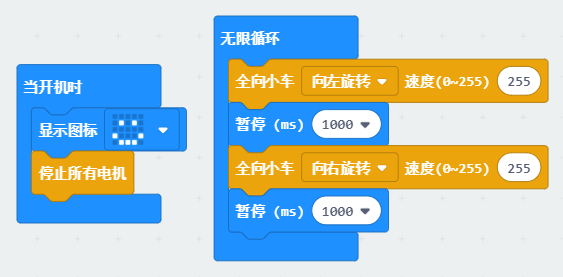 当开机时
显示图标
停止所有电机
无限循环
全向小车 向左旋转 速度(0~255) 255
暂停 (ms) 1000
全向小车 向右旋转 速度(0~255) 255
暂停 (ms) 1000